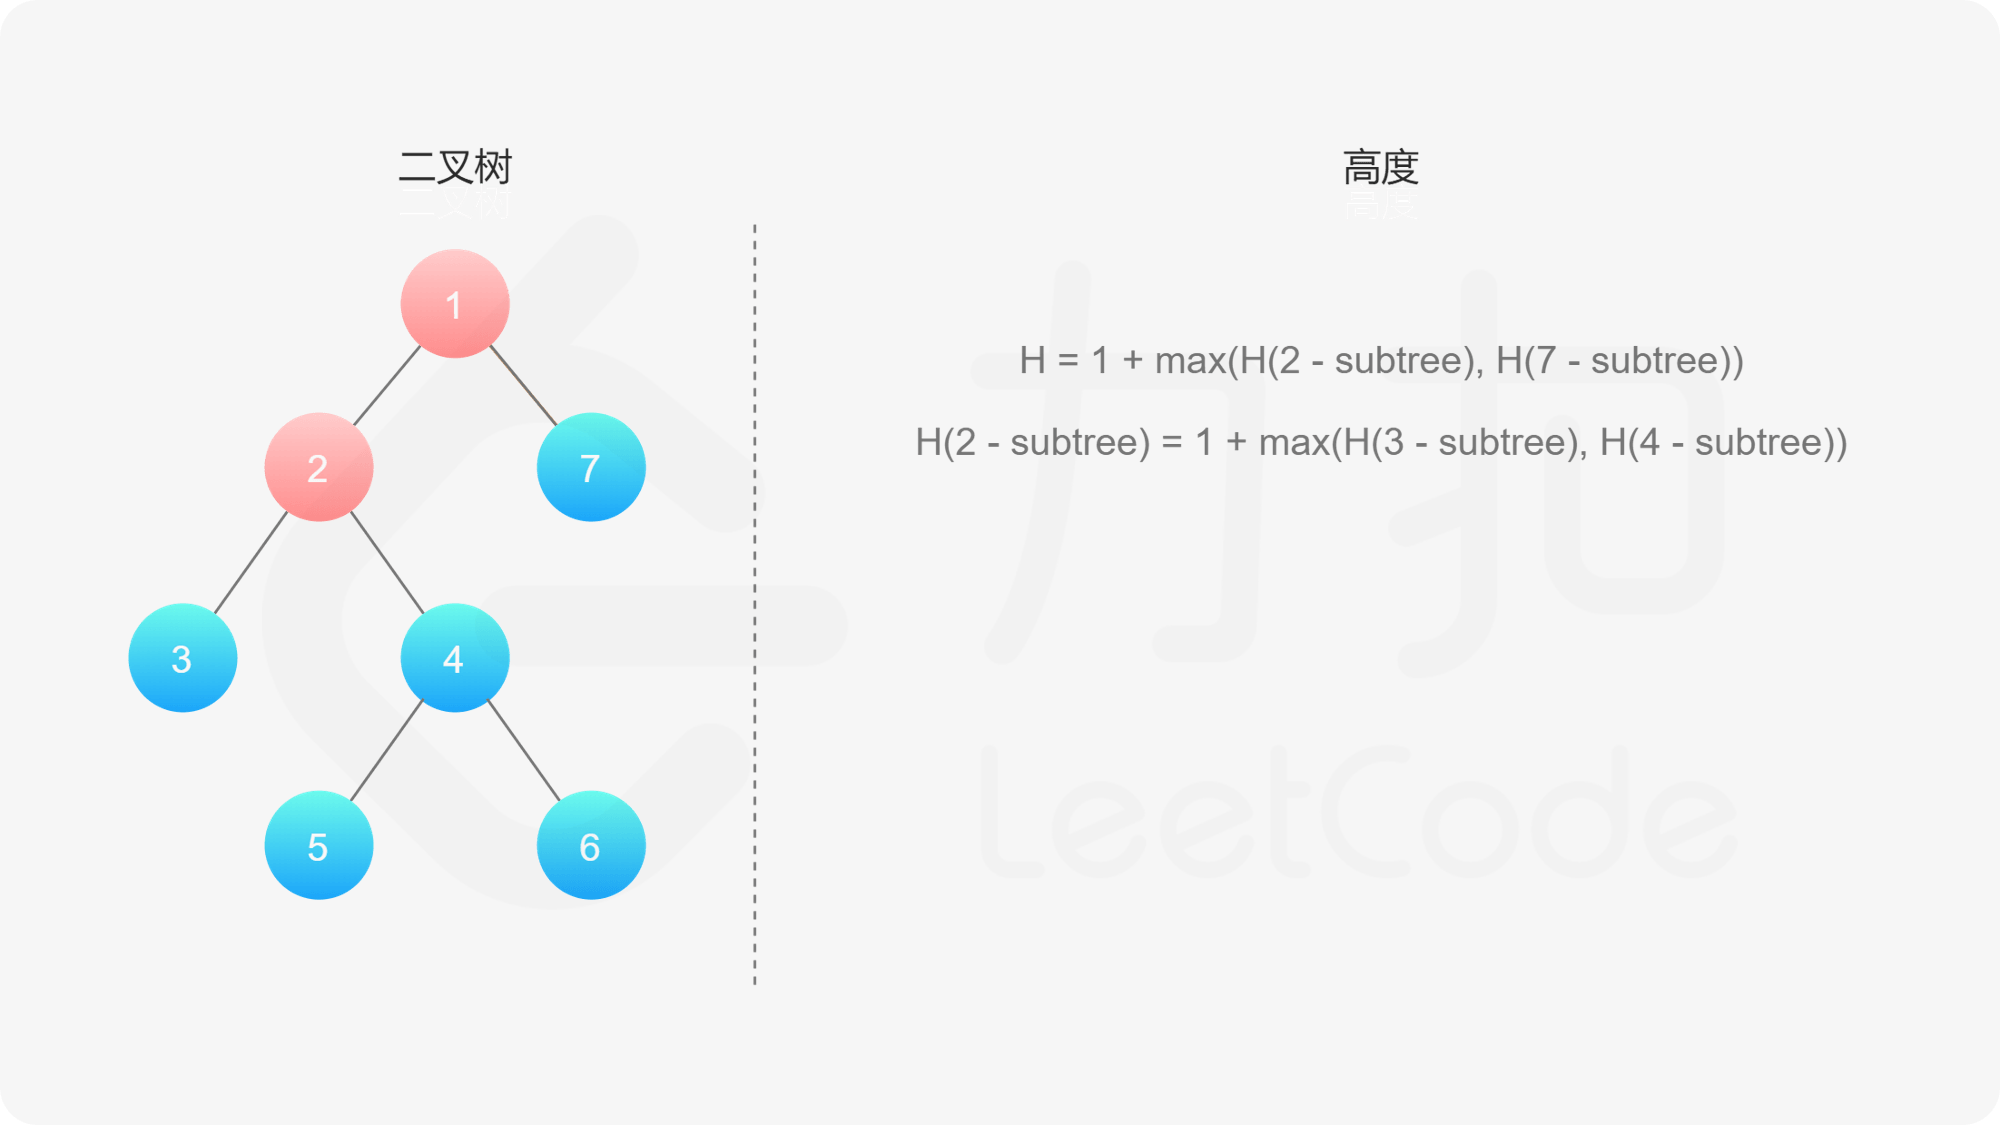 二叉树
高度
1
2
7
3
4
5
6
H = 1 + max(H(2 - subtree), H(7 - subtree))
H(2 - subtree) = 1 + max(H(3 - subtree), H(4 - subtree))
力扣
LeetCode